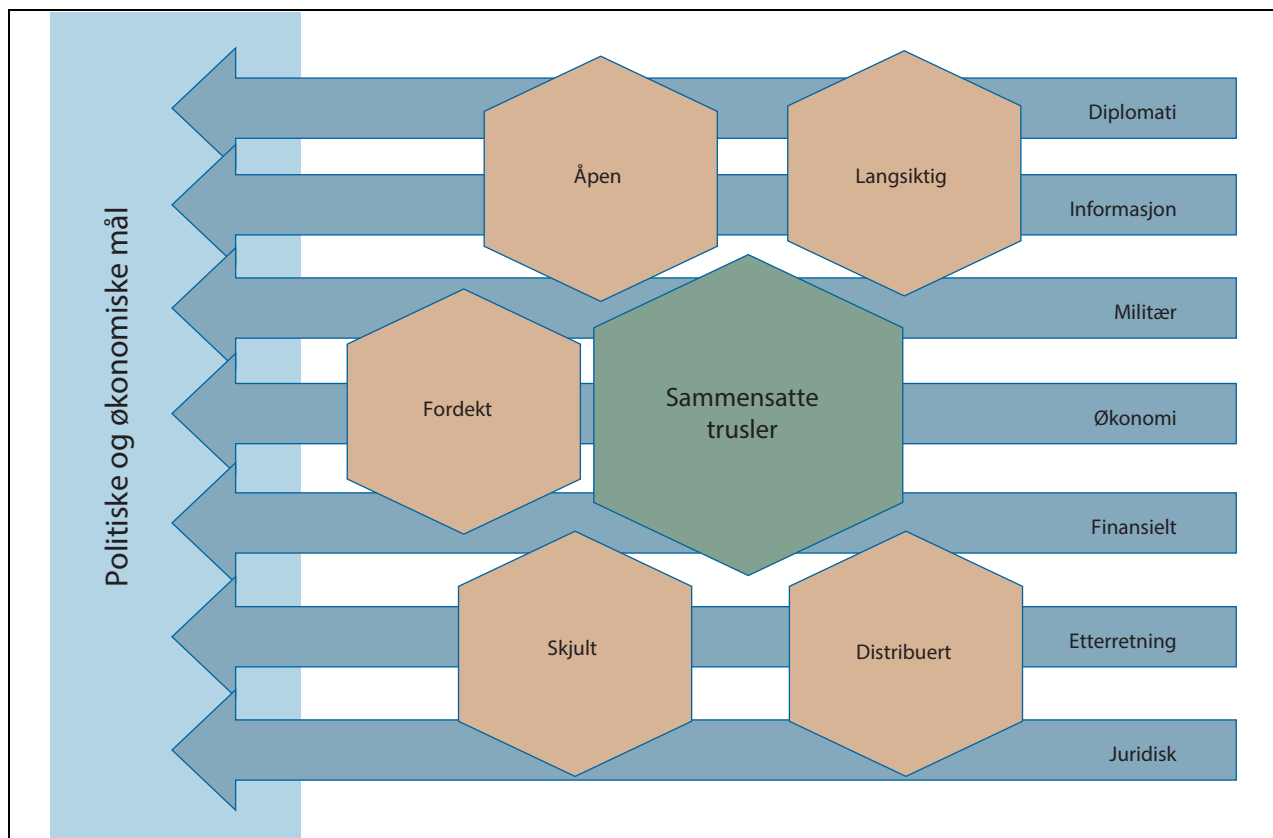 Politiske og økonomiske mål
Diplomati
Åpen
Langsiktig
Informasjon
Militær
Fordekt
Sammensatte
trusler
Økonomi
Finansielt
Skjult
Distribuert
Etterretning
Juridisk